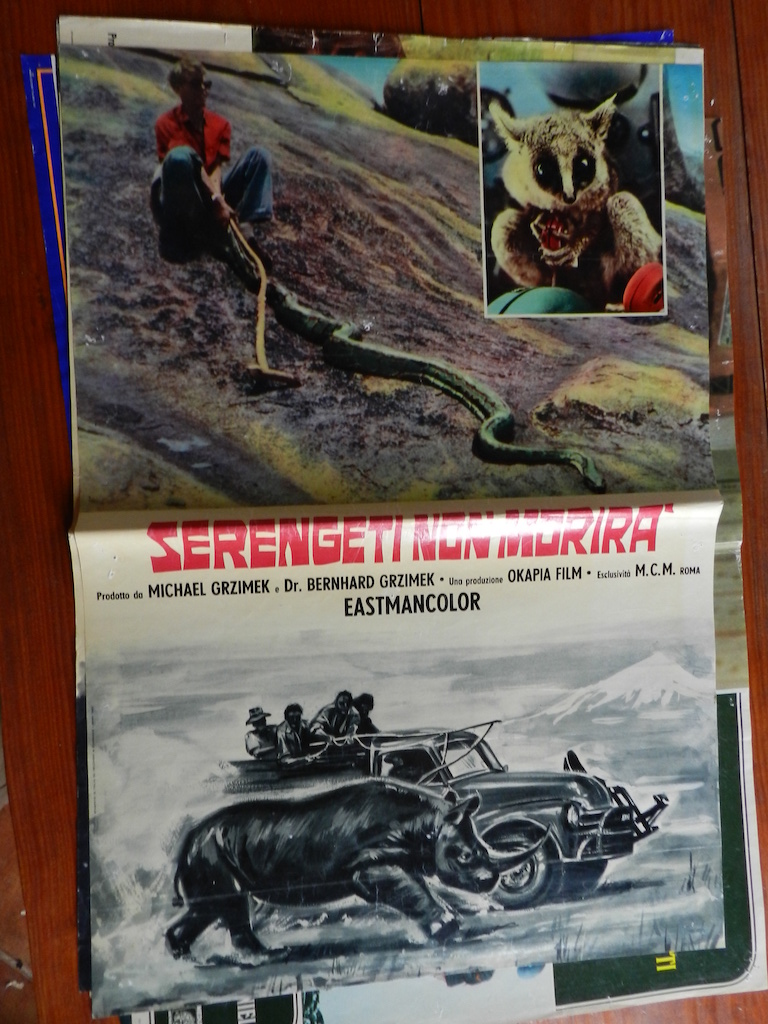 SERENGETI NON MORIRA'
Prodotto da MICHAEL GRZIMEK e Dr. BERNHARD GRZIMEK • Una produzione OKAPIA FILM • Esclusività M.C.M. ROMA
EASTMANCOLOR